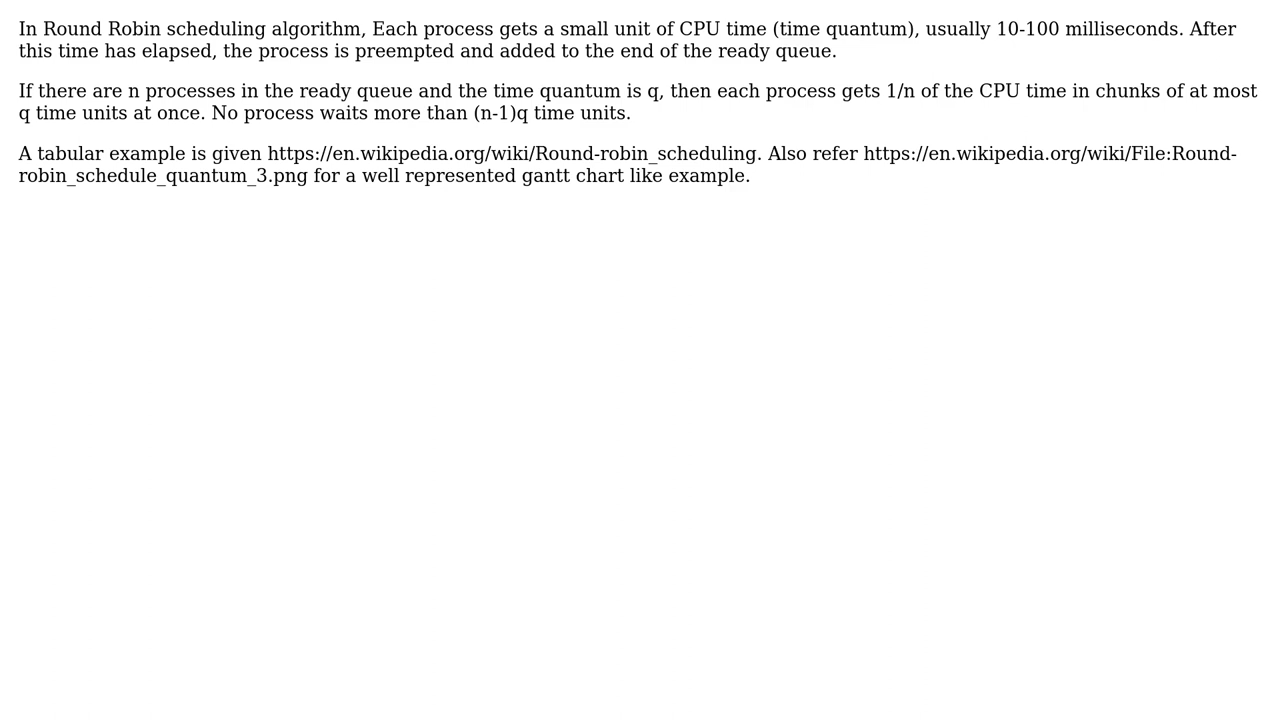 In Round Robin scheduling algorithm, Each process gets a small unit of CPU time (time quantum), usually 10-100 milliseconds. After
this time has elapsed, the process is preempted and added to the end of the ready queue.
If there are n processes in the ready queue and the time quantum is q, then each process gets 1/n of the CPU time in chunks of at most
q time units at once. No process waits more than (n-1)q time units.
A tabular example is given https://en.wikipedia.org/wiki/Round-robin_scheduling. Also refer https://en.wikipedia.org/wiki/File:Round-
robin_schedule_quantum_3.png for a well represented gantt chart like example.